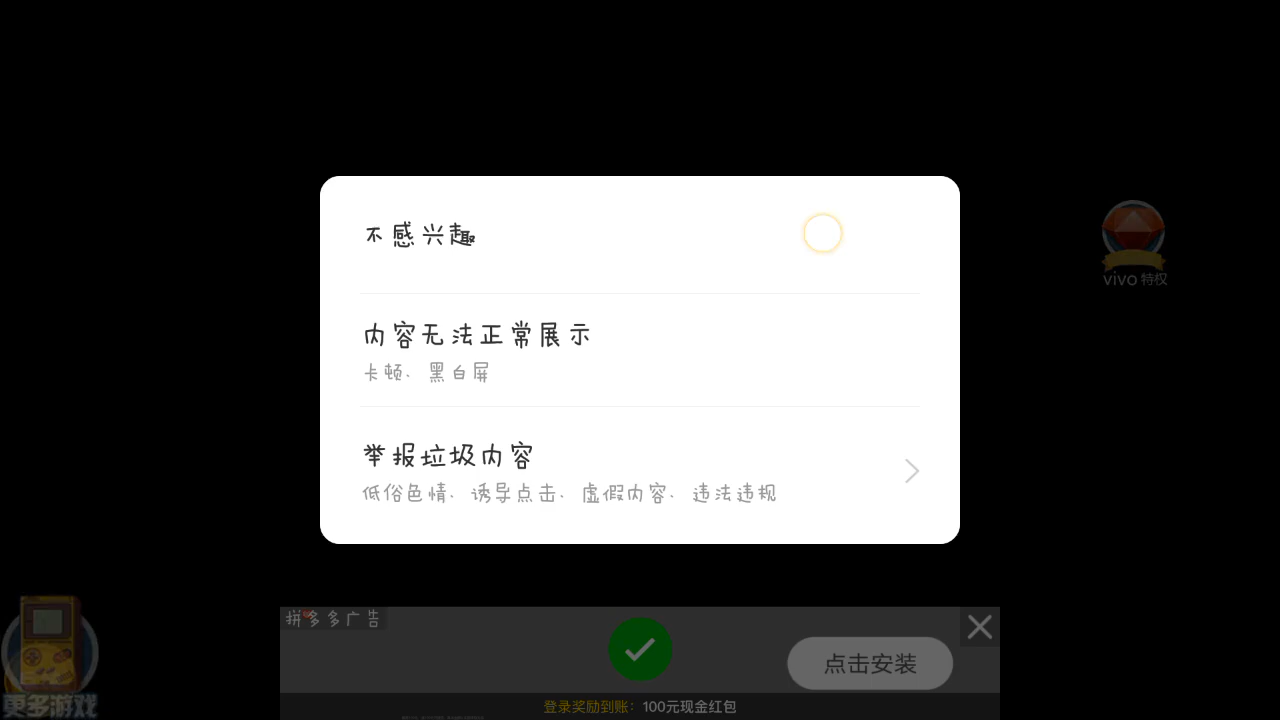 不感兴趣
内容无法正常展示
卡顿、黑白屏
举报垃圾内容
低俗色情、诱导点击、虚假内容、违法违规
vivo 特权
拼多多广告
点击安装
更多游戏
登录奖励到账：100元现金红包